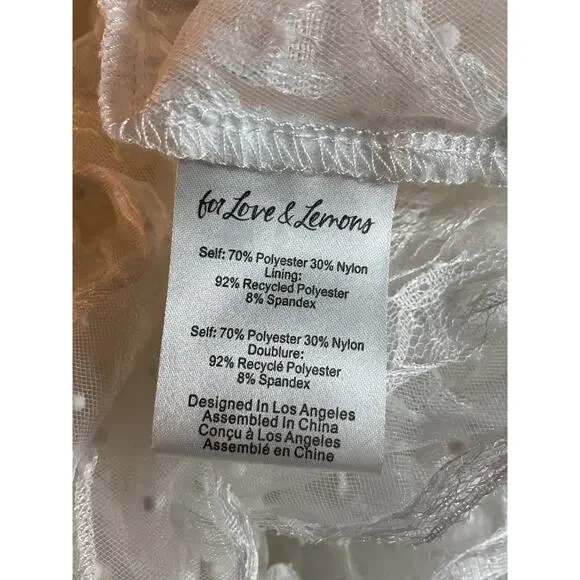 for Love & Lemons
Self: 70% Polyester 30% Nylon
Lining:
92% Recycled Polyester
8% Spandex
Self: 70% Polyester 30% Nylon
Doublure:
92% Recyclé Polyester
8% Spandex
Designed In Los Angeles
Assembled In China
Conçu à Los Angeles
Assemblé en Chine